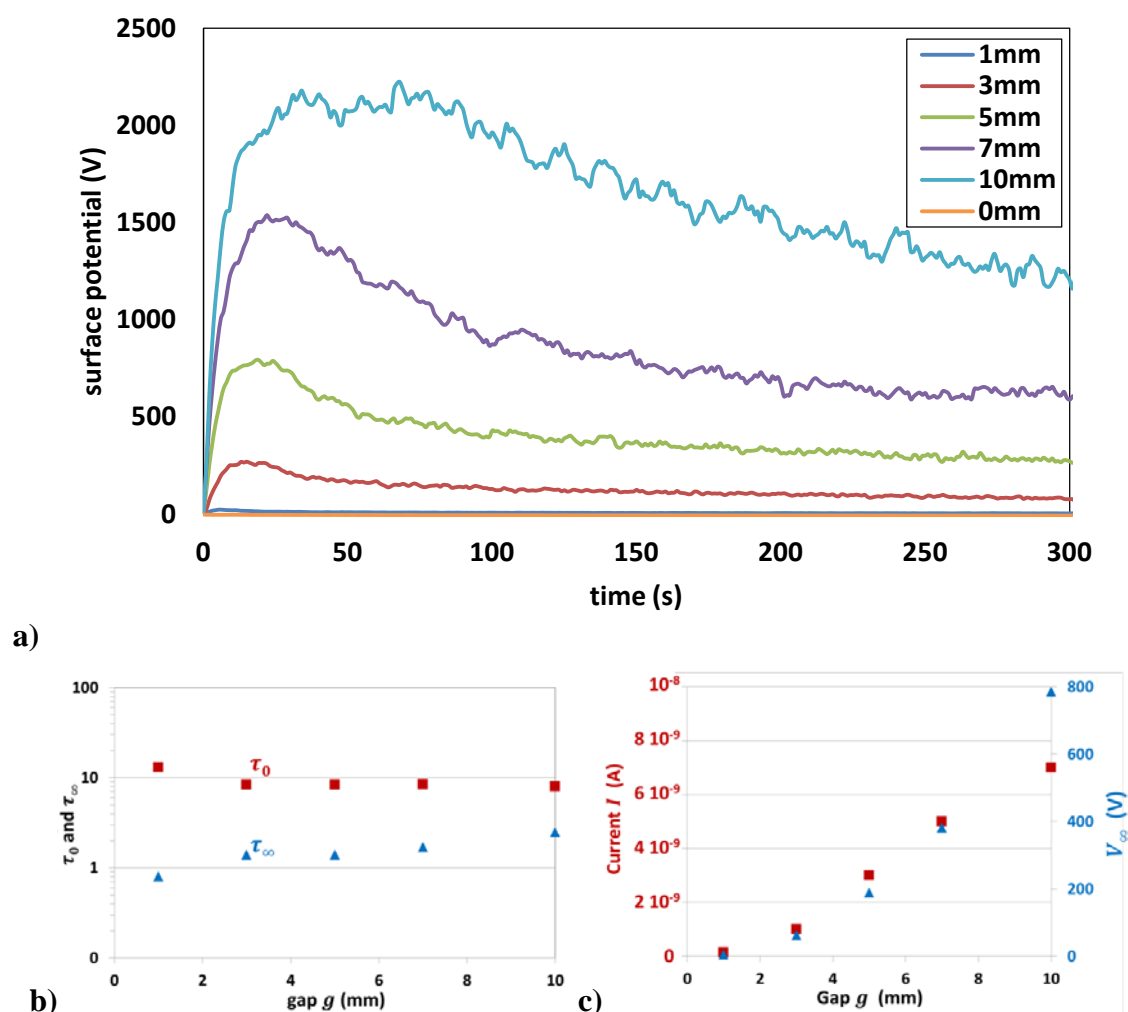 2500
2000
1500
1000
500
0
surface potential (V)
1mm
3mm
5mm
7mm
10mm
0mm
0 50 100 150 200 250 300
time (s)
a)
100
10
1
0
τ₀ and τ∞
τ₀
τ∞
0 2 4 6 8 10
gap g (mm)
b)
10⁻⁸
8 10⁻⁹
6 10⁻⁹
4 10⁻⁹
2 10⁻⁹
0
Current I (A)
800
600
400
200
0
V∞ (V)
0 2 4 6 8 10
Gap g (mm)
c)